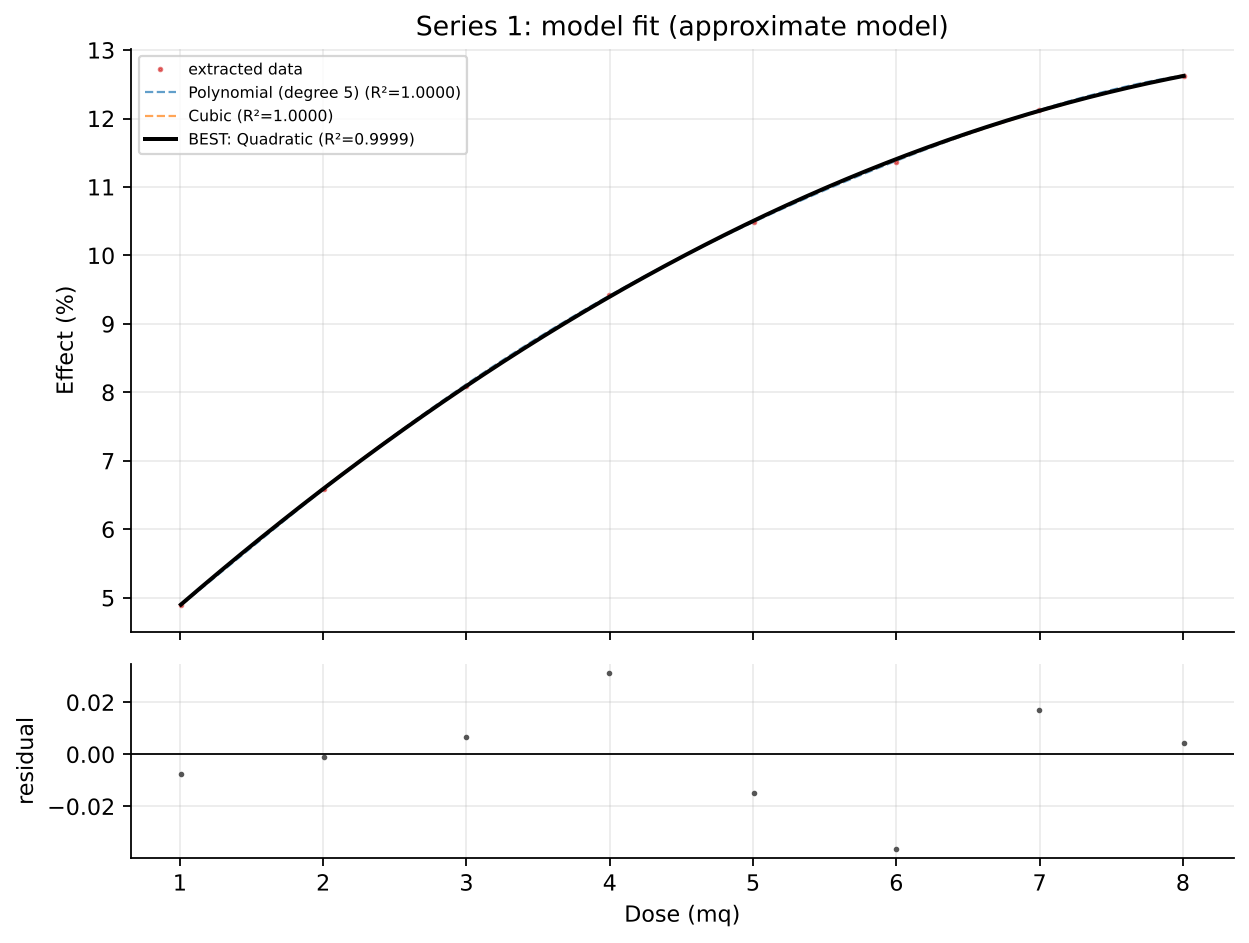 Series 1: model fit (approximate model)
13
12
11
10
9
8
7
6
5
Effect (%)
extracted data
Polynomial (degree 5) (R²=1.0000)
Cubic (R²=1.0000)
BEST: Quadratic (R²=0.9999)
0.02
0.00
−0.02
residual
1 2 3 4 5 6 7 8
Dose (mq)